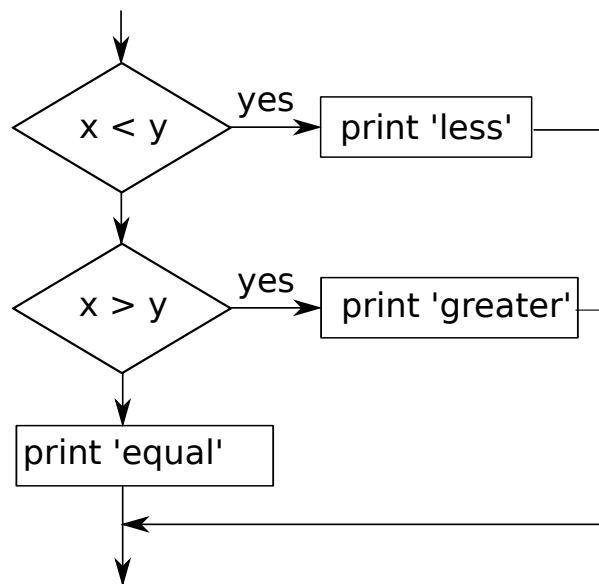 yes
x < y
print 'less'
yes
x > y
print 'greater'
print 'equal'